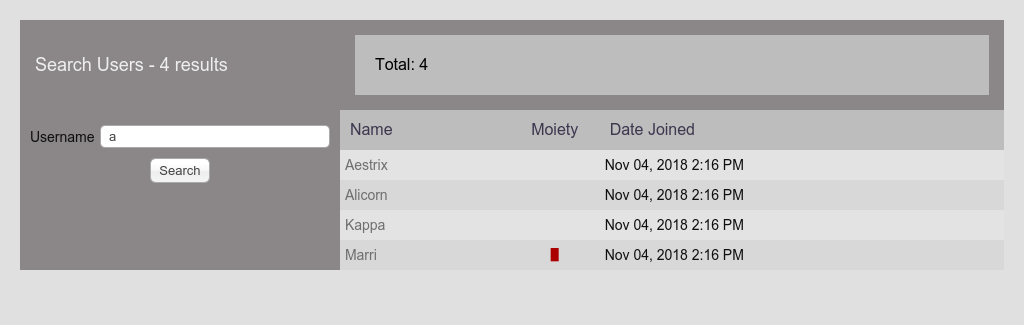 Search Users - 4 results
Total: 4
Username a
Search
Name Moiety Date Joined
Aestrix Nov 04, 2018 2:16 PM
Alicorn Nov 04, 2018 2:16 PM
Kappa Nov 04, 2018 2:16 PM
Marri Nov 04, 2018 2:16 PM